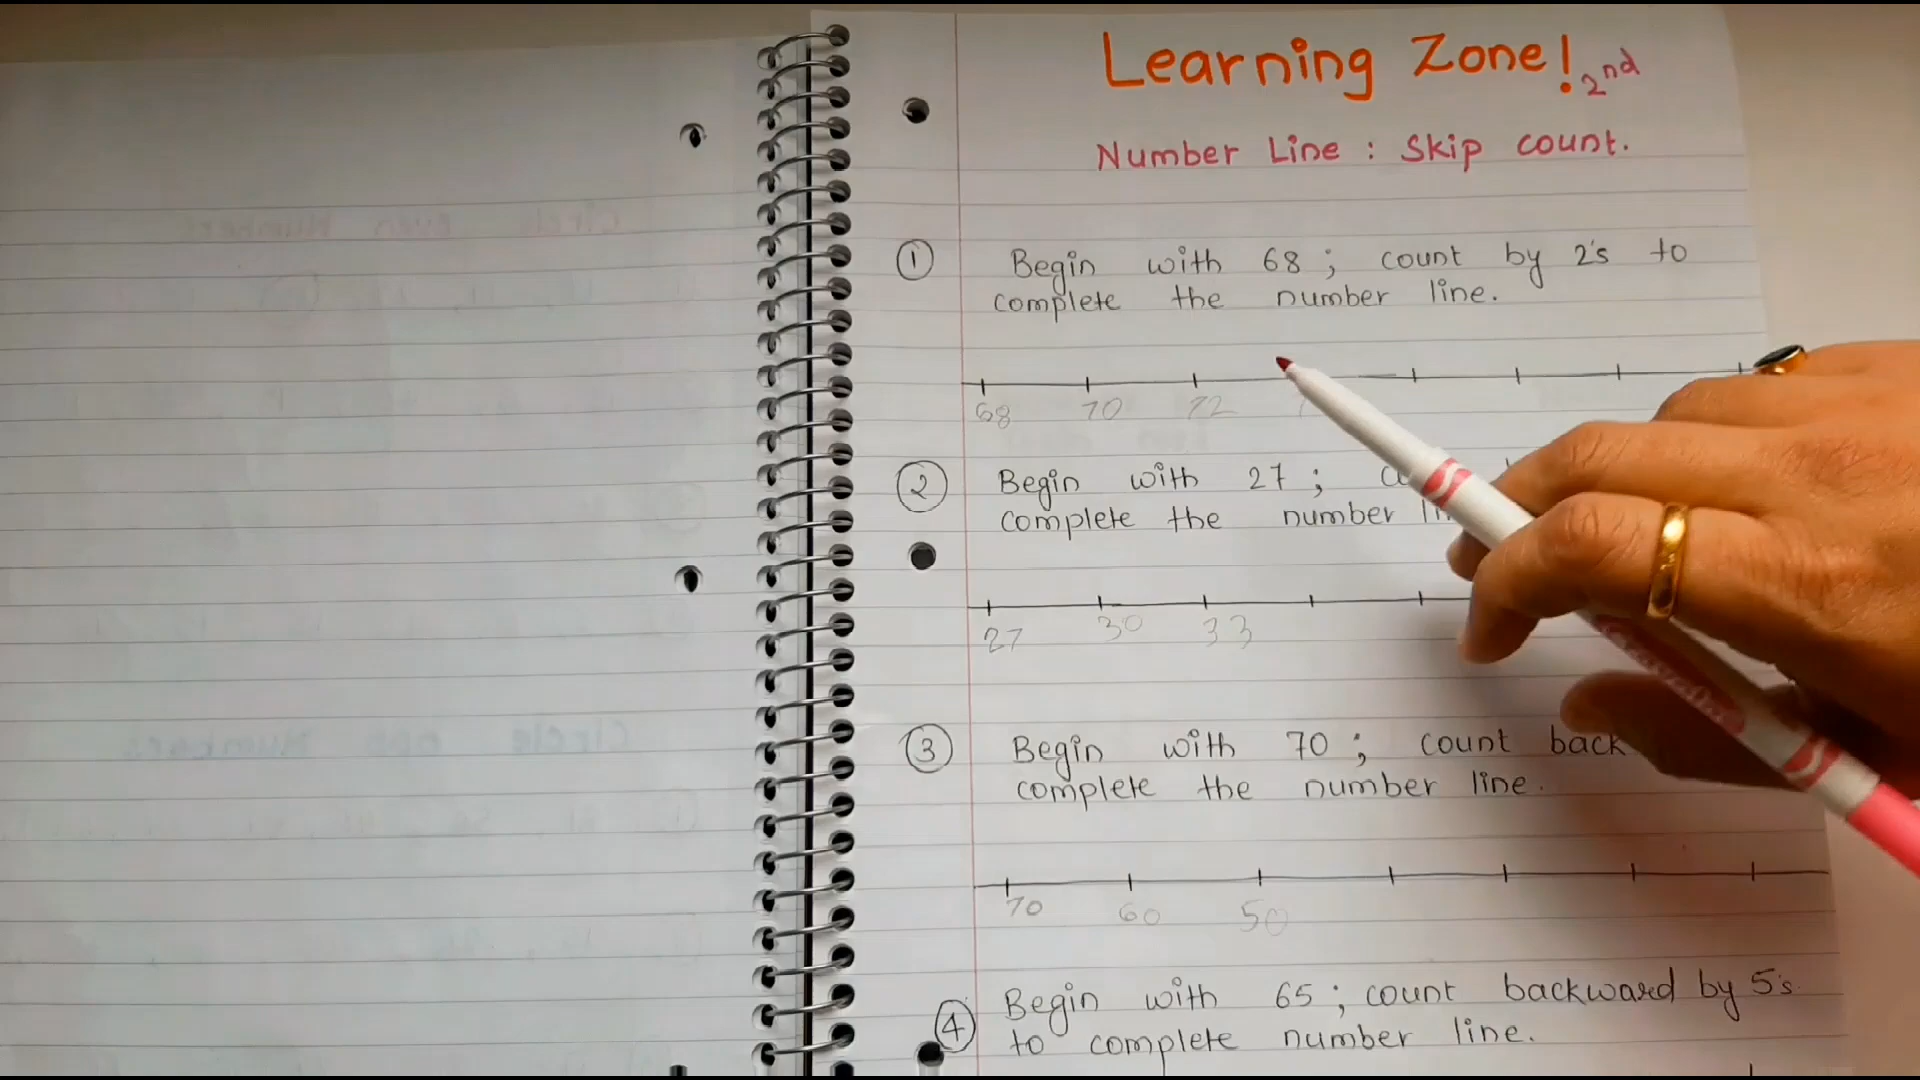 Learning Zone! 2nd
Number Line : Skip count.
① Begin with 68 ; count by 2's to
complete the number line.
68 70 72
② Begin with 27 ;
complete the number
27 30 33
③ Begin with 70 ; count back
complete the number line.
70 60 50
④ Begin with 65 ; count backward by 5's
to complete number line.
Crayola